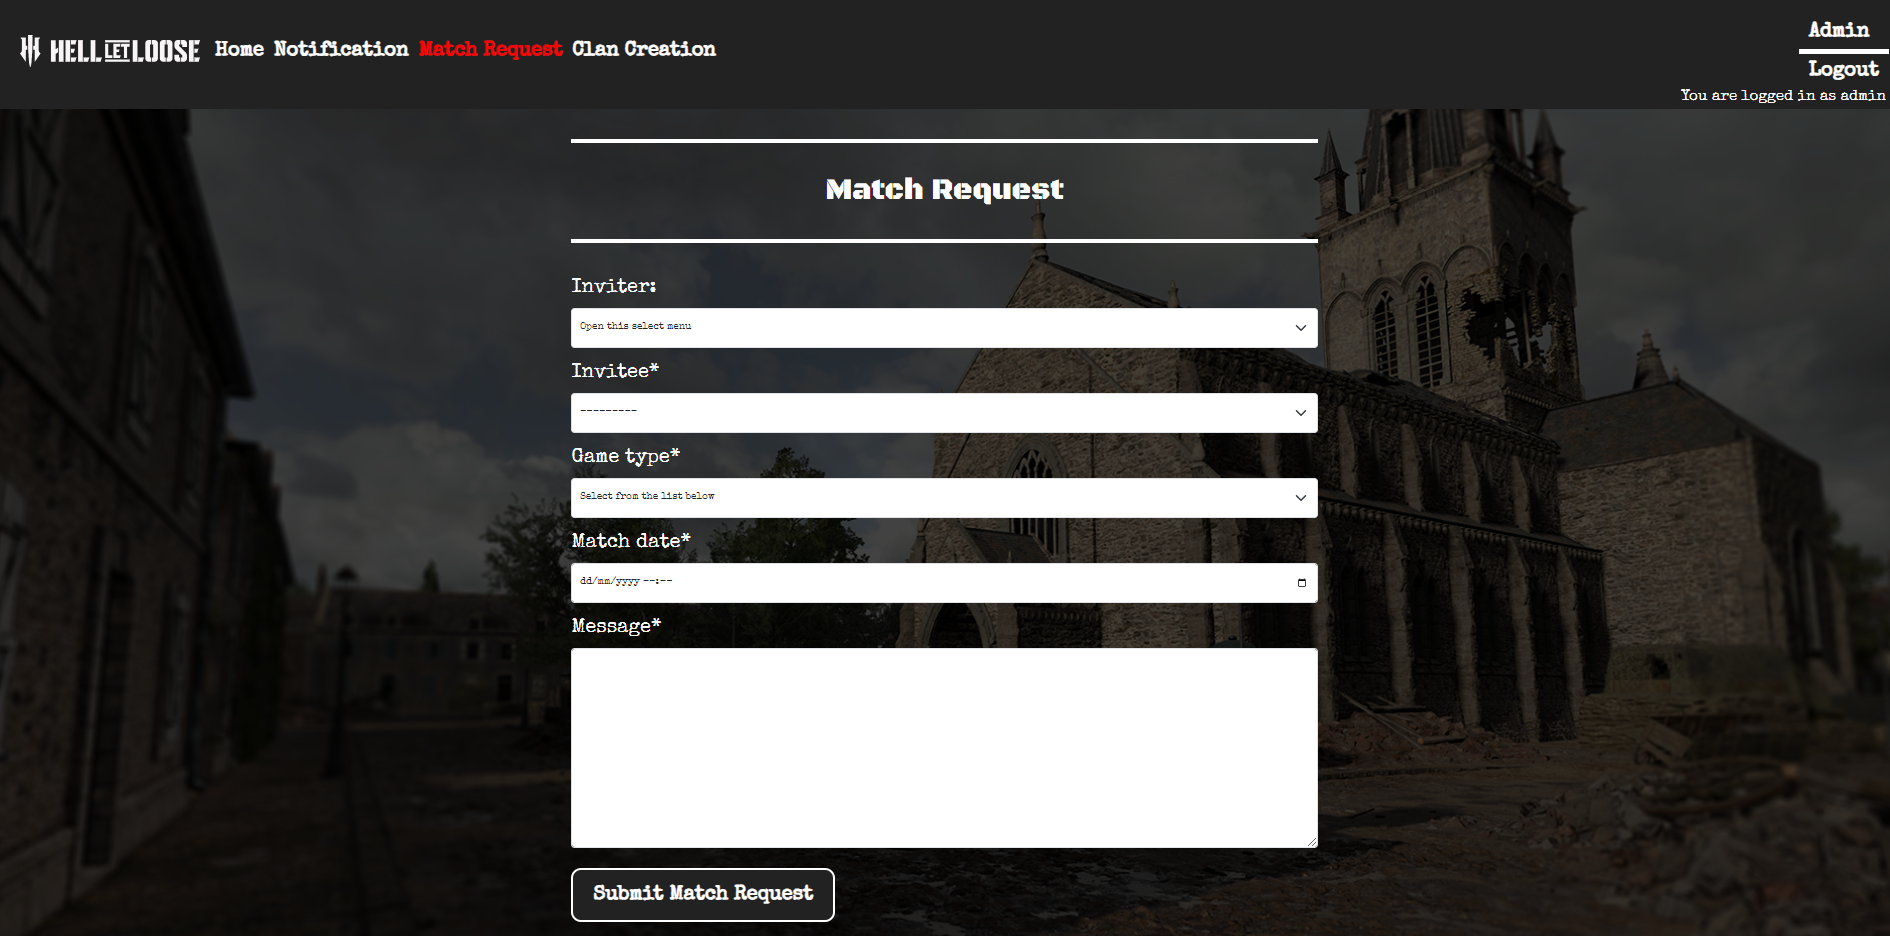 HELL LET LOOSE Home Notification Match Request Clan Creation
Admin
Logout
You are logged in as admin
Match Request
Inviter:
Open this select menu
Invitee*
---------
Game type*
Select from the list below
Match date*
dd/mm/yyyy --:--
Message*
Submit Match Request